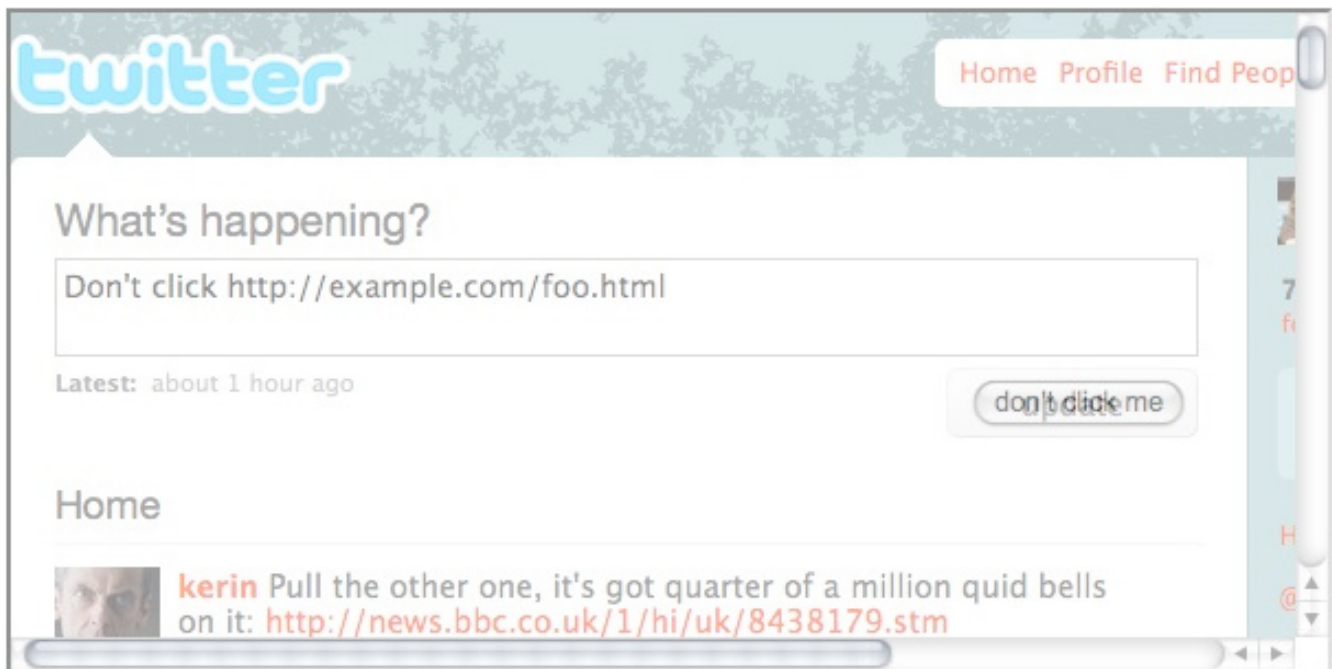 twitter
Home Profile Find Peop
What's happening?
Don't click http://example.com/foo.html
Latest: about 1 hour ago
update
don't click me
Home
kerin Pull the other one, it's got quarter of a million quid bells
on it: http://news.bbc.co.uk/1/hi/uk/8438179.stm
7
H
@